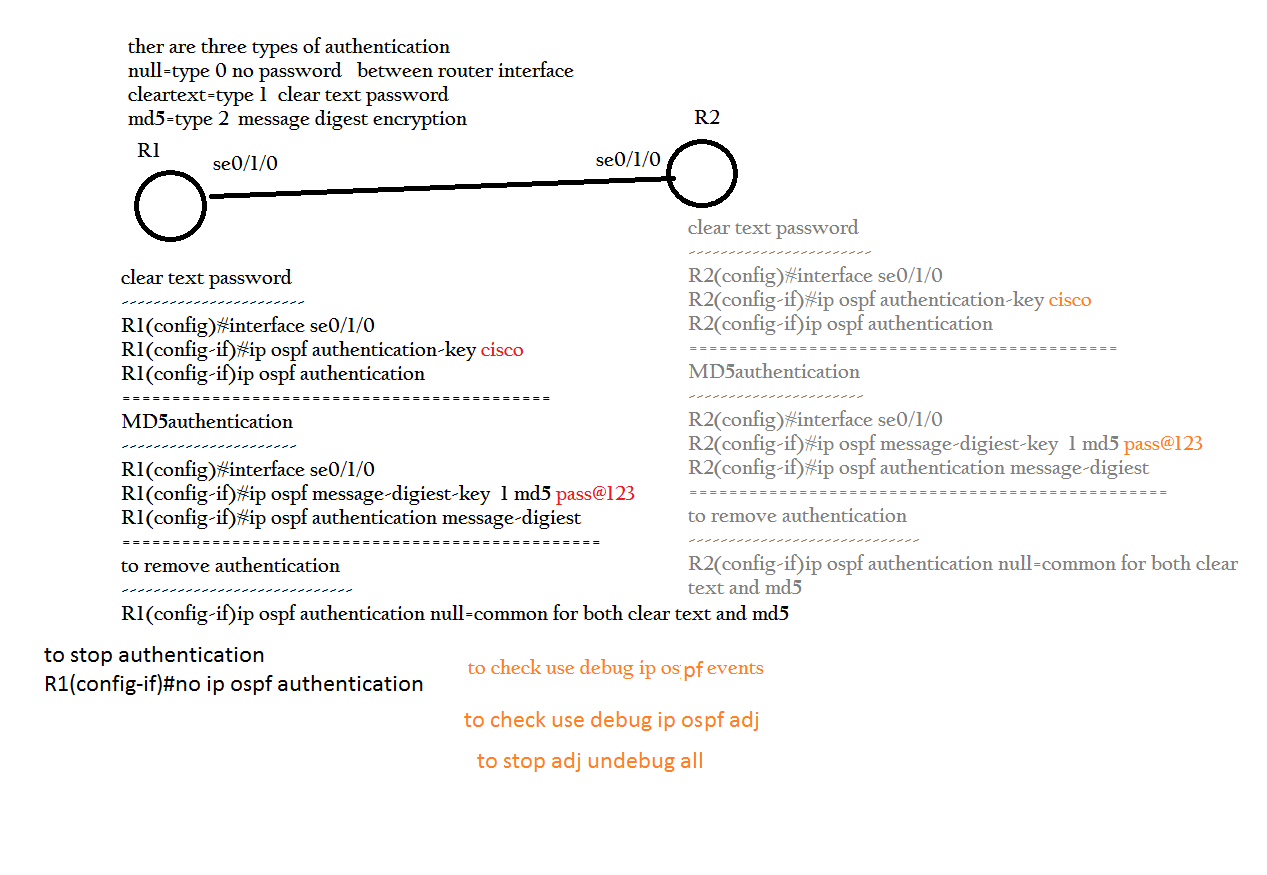 ther are three types of authentication
null=type 0 no password between router interface
cleartext=type 1 clear text password
md5=type 2 message digest encryption
R1
se0/1/0
se0/1/0
R2
clear text password
-----------------------
R1(config)#interface se0/1/0
R1(config-if)#ip ospf authentication-key cisco
R1(config-if)ip ospf authentication
===========================================
MD5authentication
----------------------
R1(config)#interface se0/1/0
R1(config-if)#ip ospf message-digiest-key 1 md5 pass@123
R1(config-if)#ip ospf authentication message-digiest
================================================
to remove authentication
-----------------------------
R1(config-if)ip ospf authentication null=common for both clear text and md5
clear text password
-----------------------
R2(config)#interface se0/1/0
R2(config-if)#ip ospf authentication-key cisco
R2(config-if)ip ospf authentication
===========================================
MD5authentication
----------------------
R2(config)#interface se0/1/0
R2(config-if)#ip ospf message-digiest-key 1 md5 pass@123
R2(config-if)#ip ospf authentication message-digiest
================================================
to remove authentication
-----------------------------
R2(config-if)ip ospf authentication null=common for both clear
text and md5
to stop authentication
R1(config-if)#no ip ospf authentication
to check use debug ip ospf events
to check use debug ip ospf adj
to stop adj undebug all